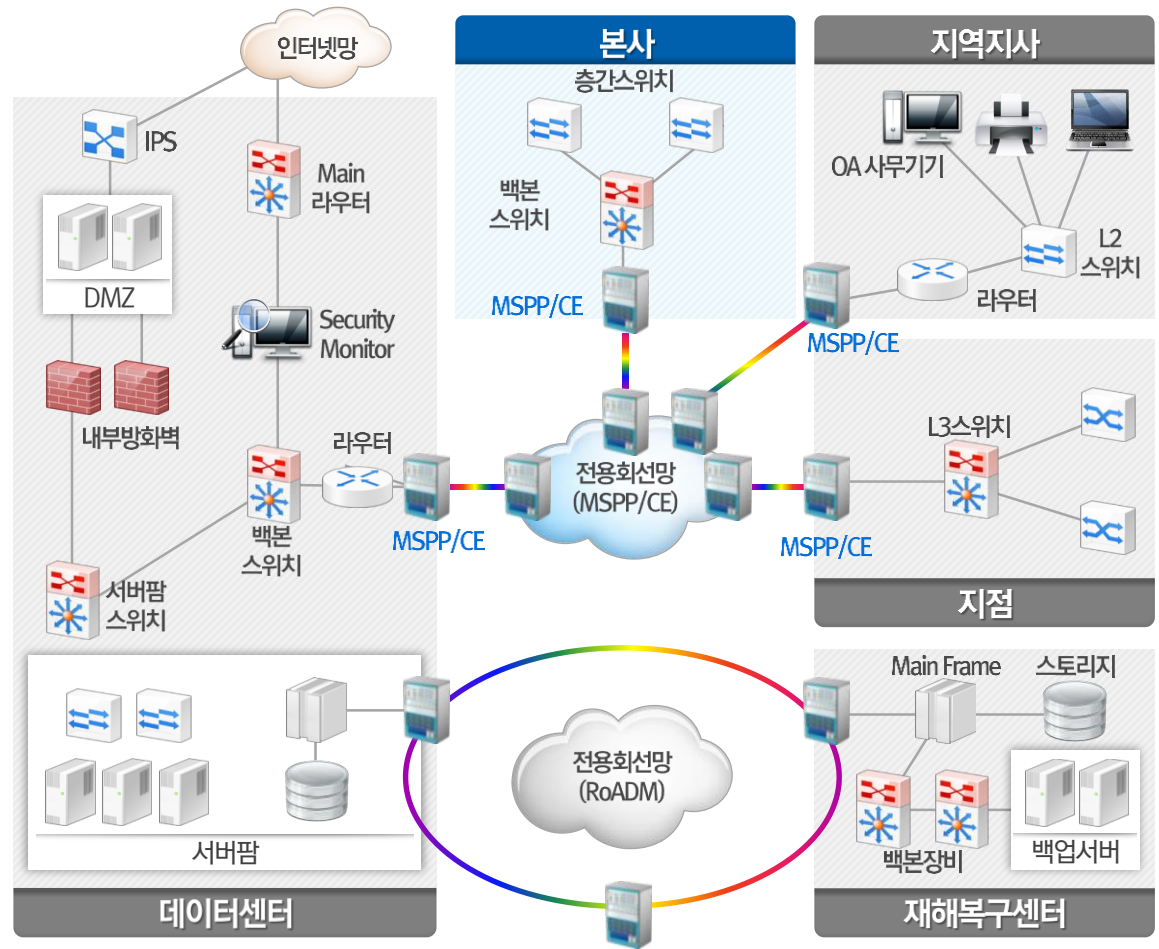 인터넷망
IPS
Main
라우터
DMZ
Security
Monitor
내부방화벽
라우터
백본
스위치
MSPP/CE
서버팜
스위치
서버팜
데이터센터
본사
층간스위치
백본
스위치
MSPP/CE
지역지사
OA 사무기기
L2
스위치
라우터
MSPP/CE
전용회선망
(MSPP/CE)
L3스위치
MSPP/CE
지점
전용회선망
(RoADM)
Main Frame
스토리지
백본장비
백업서버
재해복구센터